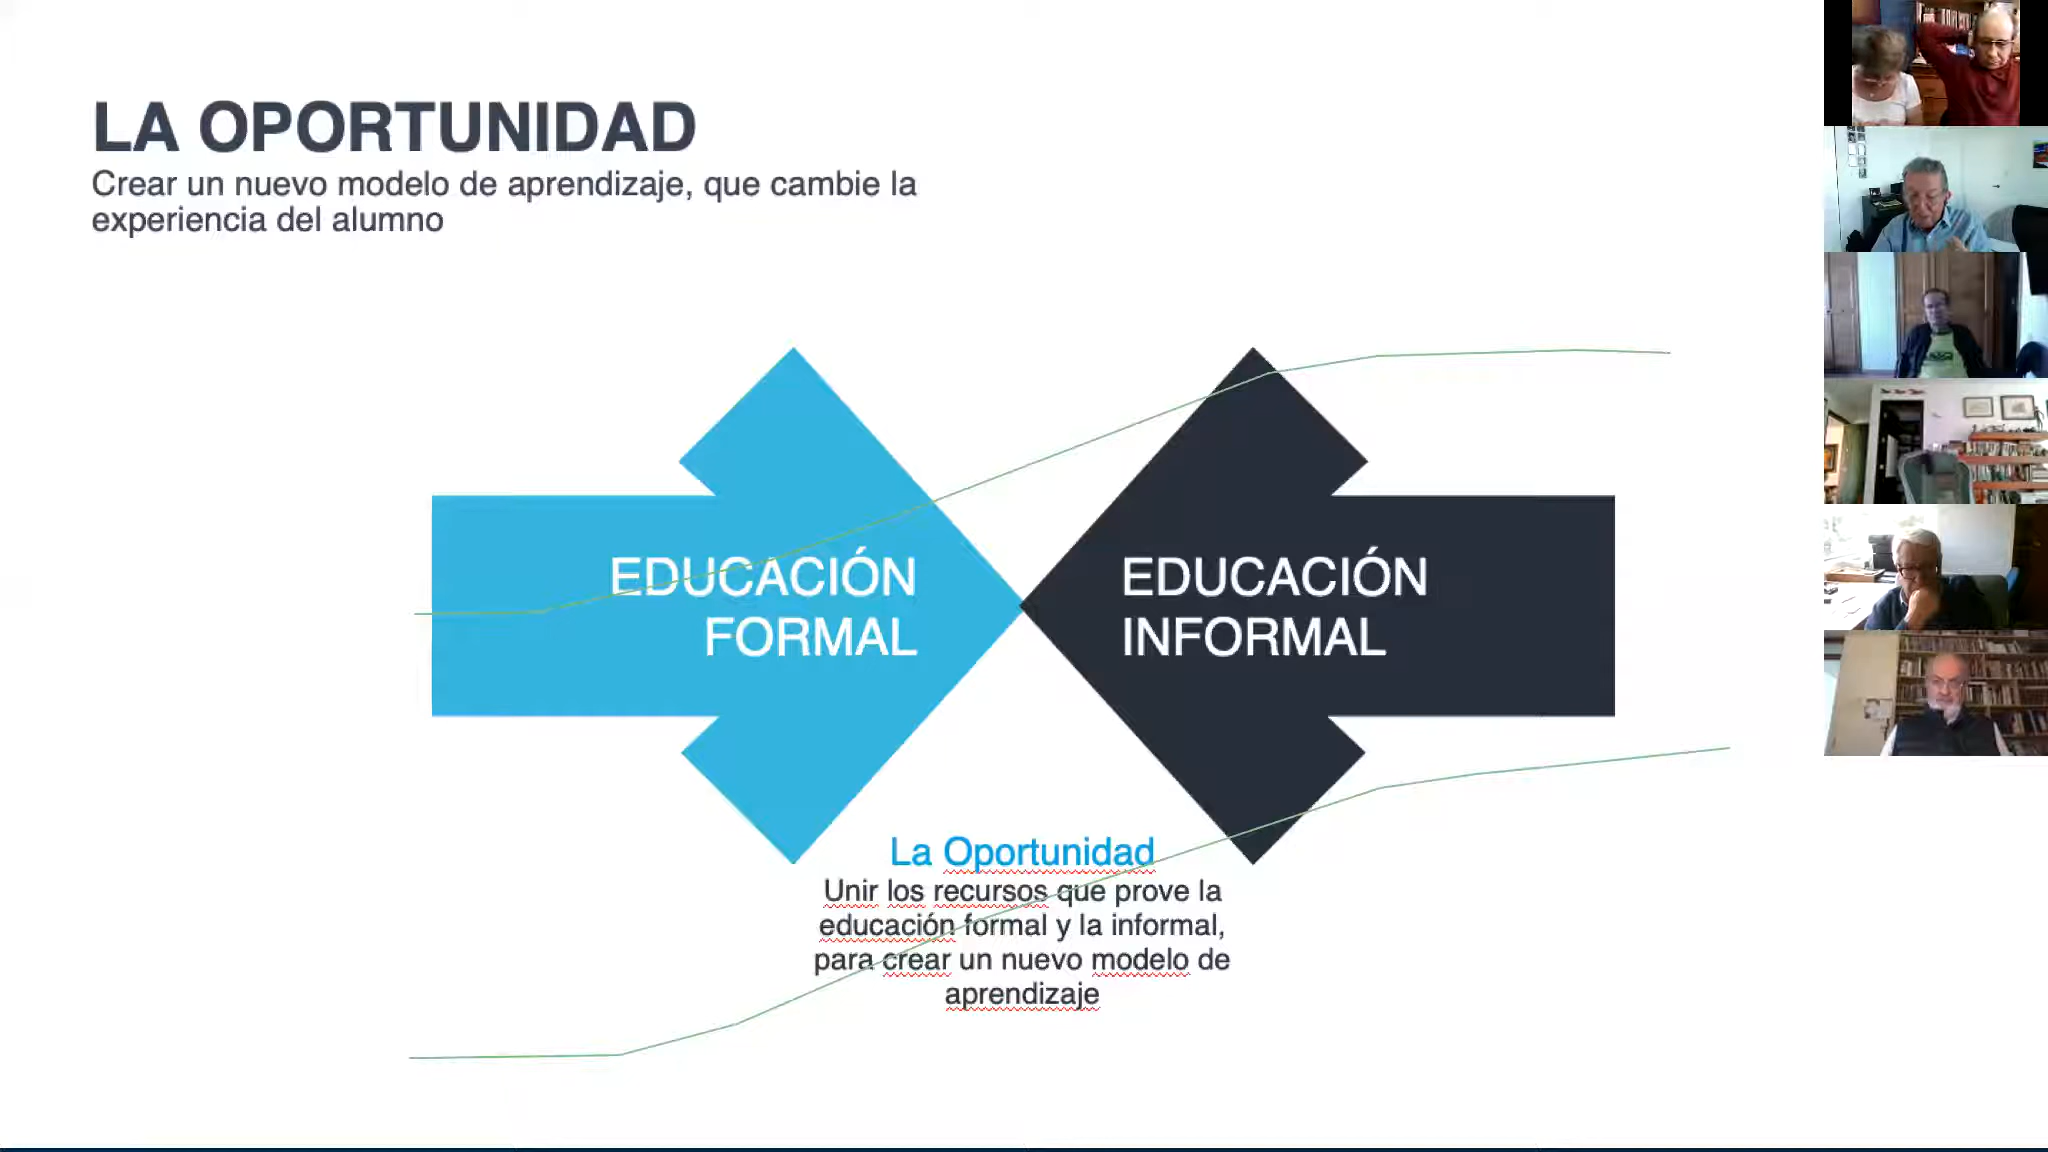 LA OPORTUNIDAD
Crear un nuevo modelo de aprendizaje, que cambie la
experiencia del alumno
EDUCACIÓN
FORMAL
EDUCACIÓN
INFORMAL
La Oportunidad
Unir los recursos que prove la
educación formal y la informal,
para crear un nuevo modelo de
aprendizaje